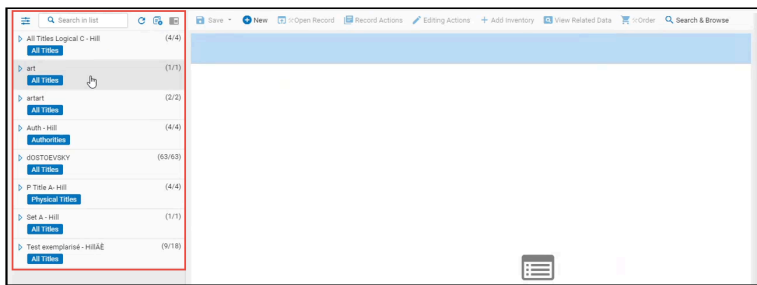 Search in list
Save New Open Record Record Actions Editing Actions + Add Inventory View Related Data Order Search & Browse
All Titles Logical C - Hill (4/4)
All Titles
art (1/1)
All Titles
artart (2/2)
All Titles
Auth - Hill (4/4)
Authorities
dOSTOEVSKY (63/63)
All Titles
P Title A- Hill (4/4)
Physical Titles
Set A - Hill (1/1)
All Titles
Test exemplarisé - HillÄÈ (9/18)
All Titles